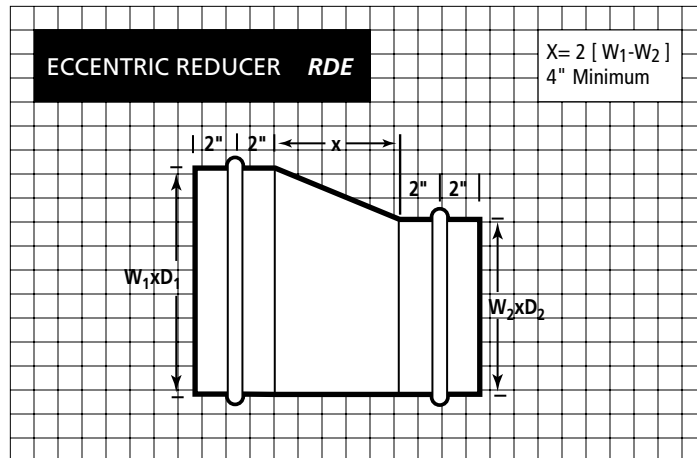 ECCENTRIC REDUCER RDE
X= 2 [ W₁-W₂ ]
4" Minimum
2" 2" x
2" 2"
W₁xD₁
W₂xD₂